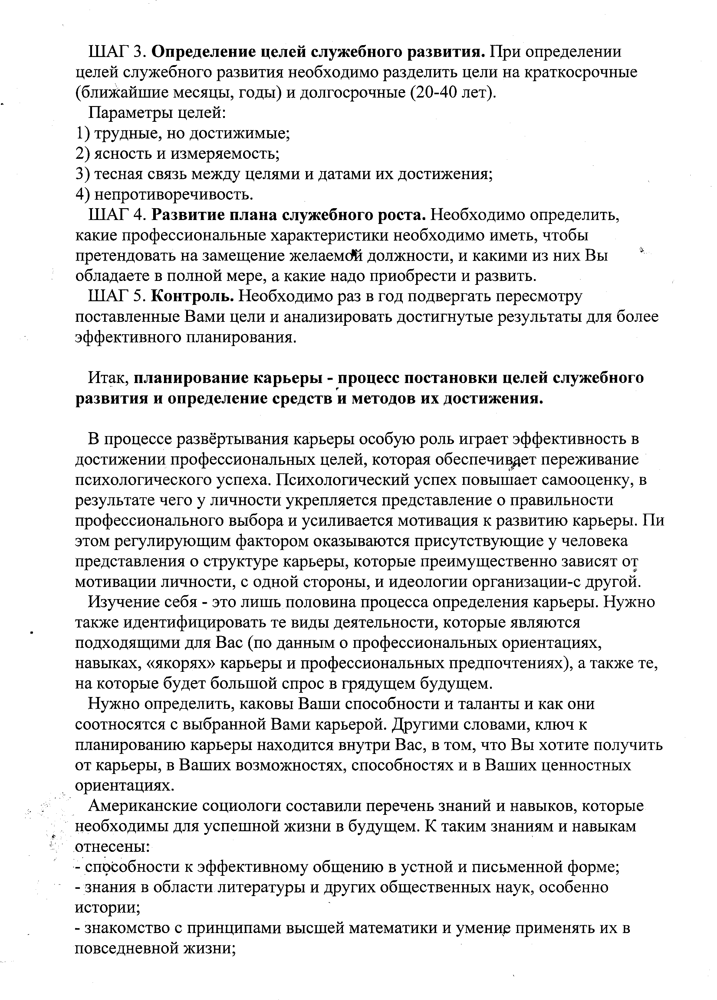 ШАГ 3. Определение целей служебного развития. При определении
целей служебного развития необходимо разделить цели на краткосрочные
(ближайшие месяцы, годы) и долгосрочные (20-40 лет).
Параметры целей:
1) трудные, но достижимые;
2) ясность и измеряемость;
3) тесная связь между целями и датами их достижения;
4) непротиворечивость.
ШАГ 4. Развитие плана служебного роста. Необходимо определить,
какие профессиональные характеристики необходимо иметь, чтобы
претендовать на замещение желаемой должности, и какими из них Вы
обладаете в полной мере, а какие надо приобрести и развить.
ШАГ 5. Контроль. Необходимо раз в год подвергать пересмотру
поставленные Вами цели и анализировать достигнутые результаты для более
эффективного планирования.
Итак, планирование карьеры - процесс постановки целей служебного
развития и определение средств и методов их достижения.
В процессе развёртывания карьеры особую роль играет эффективность в
достижении профессиональных целей, которая обеспечивает переживание
психологического успеха. Психологический успех повышает самооценку, в
результате чего у личности укрепляется представление о правильности
профессионального выбора и усиливается мотивация к развитию карьеры. Пи
этом регулирующим фактором оказываются присутствующие у человека
представления о структуре карьеры, которые преимущественно зависят от
мотивации личности, с одной стороны, и идеологии организации-с другой.
Изучение себя - это лишь половина процесса определения карьеры. Нужно
также идентифицировать те виды деятельности, которые являются
подходящими для Вас (по данным о профессиональных ориентациях,
навыках, «якорях» карьеры и профессиональных предпочтениях), а также те,
на которые будет большой спрос в грядущем будущем.
Нужно определить, каковы Ваши способности и таланты и как они
соотносятся с выбранной Вами карьерой. Другими словами, ключ к
планированию карьеры находится внутри Вас, в том, что Вы хотите получить
от карьеры, в Ваших возможностях, способностях и в Ваших ценностных
ориентациях.
Американские социологи составили перечень знаний и навыков, которые
необходимы для успешной жизни в будущем. К таким знаниям и навыкам
отнесены:
- способности к эффективному общению в устной и письменной форме;
- знания в области литературы и других общественных наук, особенно
истории;
- знакомство с принципами высшей математики и умение применять их в
повседневной жизни;